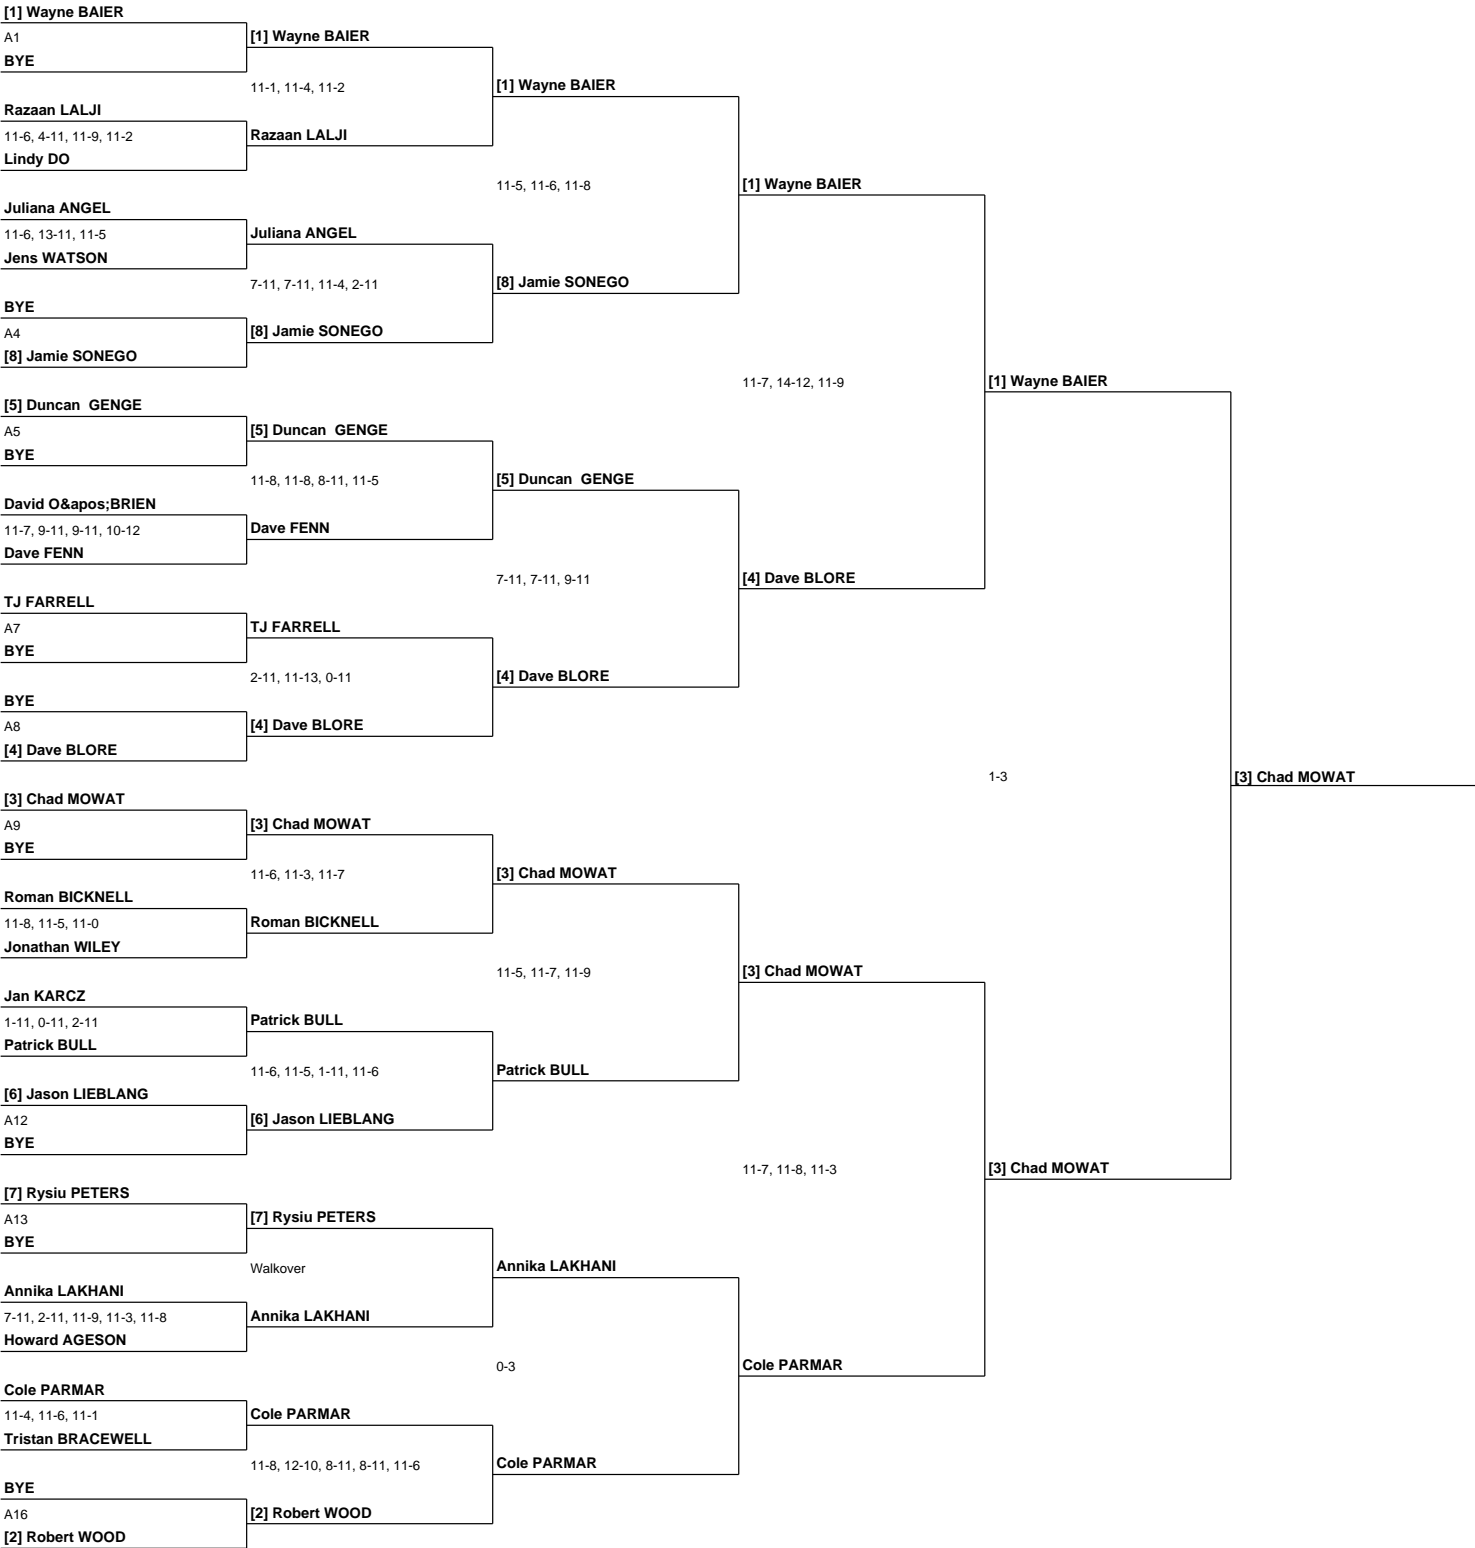 [1] Wayne BAIER
A1
[1] Wayne BAIER
BYE
11-1, 11-4, 11-2
[1] Wayne BAIER
Razaan LALJI
11-6, 4-11, 11-9, 11-2
Razaan LALJI
Lindy DO
11-5, 11-6, 11-8
[1] Wayne BAIER
Juliana ANGEL
11-6, 13-11, 11-5
Juliana ANGEL
Jens WATSON
7-11, 7-11, 11-4, 2-11
[8] Jamie SONEGO
BYE
A4
[8] Jamie SONEGO
[8] Jamie SONEGO
11-7, 14-12, 11-9
[1] Wayne BAIER
[5] Duncan  GENGE
A5
[5] Duncan  GENGE
BYE
11-8, 11-8, 8-11, 11-5
[5] Duncan  GENGE
David O&amp;apos;BRIEN
11-7, 9-11, 9-11, 10-12
Dave FENN
Dave FENN
7-11, 7-11, 9-11
[4] Dave BLORE
TJ FARRELL
A7
TJ FARRELL
BYE
2-11, 11-13, 0-11
[4] Dave BLORE
BYE
A8
[4] Dave BLORE
[4] Dave BLORE
1-3
[3] Chad MOWAT
[3] Chad MOWAT
A9
[3] Chad MOWAT
BYE
11-6, 11-3, 11-7
[3] Chad MOWAT
Roman BICKNELL
11-8, 11-5, 11-0
Roman BICKNELL
Jonathan WILEY
11-5, 11-7, 11-9
[3] Chad MOWAT
Jan KARCZ
1-11, 0-11, 2-11
Patrick BULL
Patrick BULL
11-6, 11-5, 1-11, 11-6
Patrick BULL
[6] Jason LIEBLANG
A12
[6] Jason LIEBLANG
BYE
11-7, 11-8, 11-3
[3] Chad MOWAT
[7] Rysiu PETERS
A13
[7] Rysiu PETERS
BYE
Walkover
Annika LAKHANI
Annika LAKHANI
7-11, 2-11, 11-9, 11-3, 11-8
Annika LAKHANI
Howard AGESON
0-3
Cole PARMAR
Cole PARMAR
11-4, 11-6, 11-1
Cole PARMAR
Tristan BRACEWELL
11-8, 12-10, 8-11, 8-11, 11-6
Cole PARMAR
BYE
A16
[2] Robert WOOD
[2] Robert WOOD